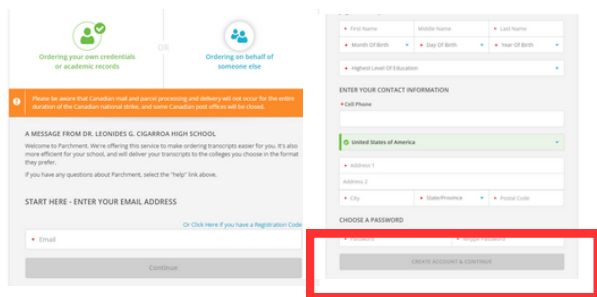 Ordering your own credentials
or academic records
OR
Ordering on behalf of
someone else
Please be aware that Canadian mail and parcel processing and delivery will not occur for the entire
duration of the Canadian national strike, and some Canadian post offices will be closed.
A MESSAGE FROM DR. LEONIDES G. CIGARROA HIGH SCHOOL
Welcome to Parchment. We're offering this service to make ordering transcripts easier for you. It's also
more efficient for your school, and will deliver your transcripts to the colleges you choose in the format
they prefer.
If you have any questions about Parchment, select the "help" link above.
START HERE - ENTER YOUR EMAIL ADDRESS
Or Click Here if you have a Registration Code
• Email
Continue
• First Name Middle Name • Last Name
• Month Of Birth • Day Of Birth • Year Of Birth
• Highest Level Of Education
ENTER YOUR CONTACT INFORMATION
• Cell Phone
United States of America
• Address 1
Address 2
• City • State/Province • Postal Code
CHOOSE A PASSWORD
• Password • Retype Password
CREATE ACCOUNT & CONTINUE